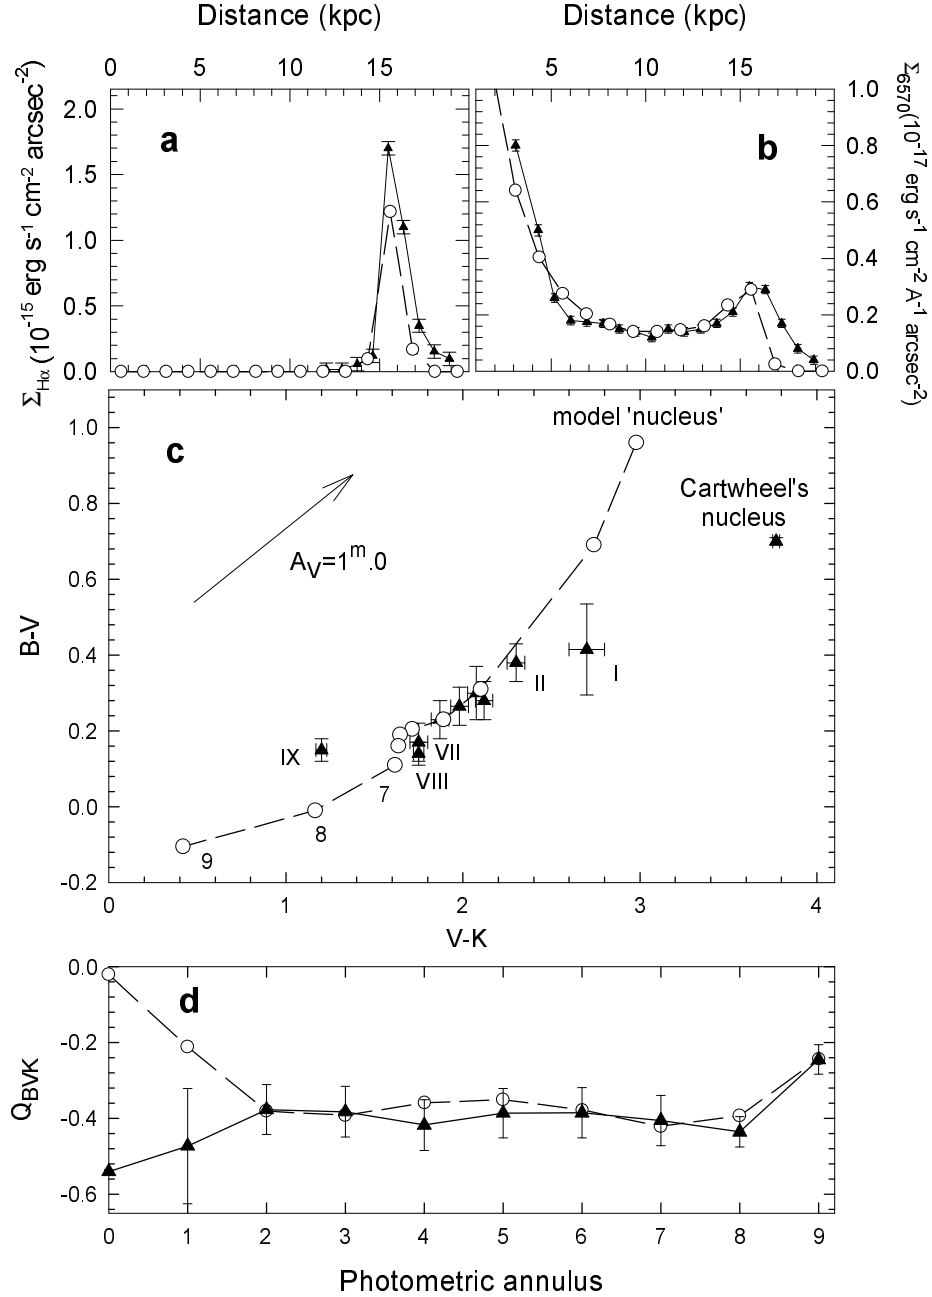 Distance (kpc) Distance (kpc)
0 5 10 15 5 10 15
Σ6570(10-17 erg s-1 cm-2 A-1 arcsec-2)
1.0
0.8
0.6
0.4
0.2
0.0
ΣHα (10-15 erg s-1 cm-2 arcsec-2)
2.0
1.5
1.0
0.5
0.0
a
b
c
model 'nucleus'
Cartwheel's
nucleus
AV=1m.0
B-V
1.0
0.8
0.6
0.4
0.2
0.0
-0.2
I
II
VII
VIII
IX
7
8
9
0 1 2 3 4
V-K
d
QBVK
0.0
-0.2
-0.4
-0.6
0 1 2 3 4 5 6 7 8 9
Photometric annulus